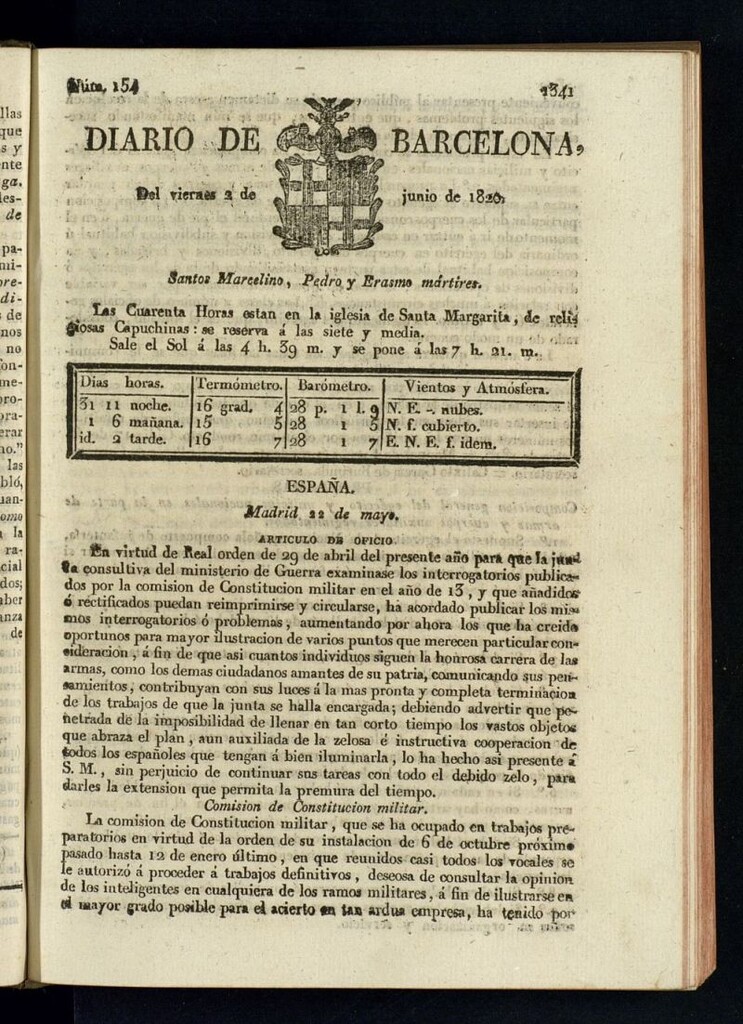 Núm. 154
1341
DIARIO DE BARCELONA,
Del viernes 2 de junio de 1820.
Santos Marcelino, Pedro y Erasmo mártires.
Las Cuarenta Horas estan en la iglesia de Santa Margarita, de reli-
giosas Capuchinas: se reserva á las siete y media.
Sale el Sol á las 4 h. 39 m. y se pone á las 7 h. 21. m.
Dias horas. Termómetro. Barómetro. Vientos y Atmósfera.
31 11 noche. 16 grad. 4 28 p. 1 l. 9 N. E. -. nubes.
1 6 mañana. 15 5 28 1 5 N. f. cubierto.
id. 2 tarde. 16 7 28 1 7 E. N. E. f. idem.
ESPAÑA.
Madrid 22 de mayo.
ARTICULO DE OFICIO.
En virtud de Real orden de 29 de abril del presente año para que la jun-
ta consultiva del ministerio de Guerra examinase los interrogatorios publica-
dos por la comision de Constitucion militar en el año de 13, y que añadidos
ó rectificados puedan reimprimirse y circularse, ha acordado publicar los mis-
mos interrogatorios ó problemas, aumentando por ahora los que ha creido
oportunos para mayor ilustracion de varios puntos que merecen particular con-
sideracion, á fin de que asi cuantos individuos siguen la honrosa carrera de las
armas, como los demas ciudadanos amantes de su patria, comunicando sus pen-
samientos, contribuyan con sus luces á la mas pronta y completa terminacion
de los trabajos de que la junta se halla encargada; debiendo advertir que pe-
netrada de la imposibilidad de llenar en tan corto tiempo los vastos objetos
que abraza el plan, aun auxiliada de la zelosa é instructiva cooperacion de
todos los españoles que tengan á bien iluminarla, lo ha hecho asi presente á
S. M., sin perjuicio de continuar sus tareas con todo el debido zelo, para
darles la extension que permita la premura del tiempo.
Comision de Constitucion militar.
La comision de Constitucion militar, que se ha ocupado en trabajos pre-
paratorios en virtud de la orden de su instalacion de 6 de octubre próximo
pasado hasta 12 de enero último, en que reunidos casi todos los vocales se
le autorizó á proceder á trabajos definitivos, deseosa de consultar la opinion
de los inteligentes en cualquiera de los ramos militares, á fin de ilustrarse en
el mayor grado posible para el acierto en tan ardua empresa, ha tenido por